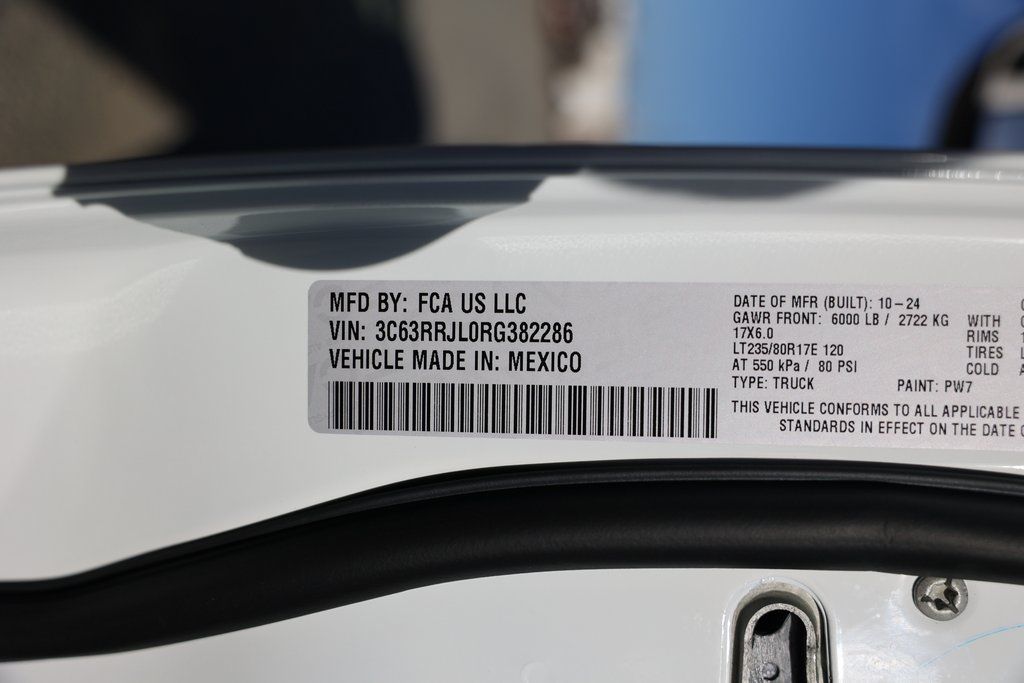 MFD BY: FCA US LLC
VIN: 3C63RRJL0RG382286
VEHICLE MADE IN: MEXICO
DATE OF MFR (BUILT): 10-24
GAWR FRONT: 6000 LB / 2722 KG WITH
17X6.0 RIMS
LT235/80R17E 120 TIRES
AT 550 kPa / 80 PSI COLD
TYPE: TRUCK PAINT: PW7
THIS VEHICLE CONFORMS TO ALL APPLICABLE
STANDARDS IN EFFECT ON THE DATE